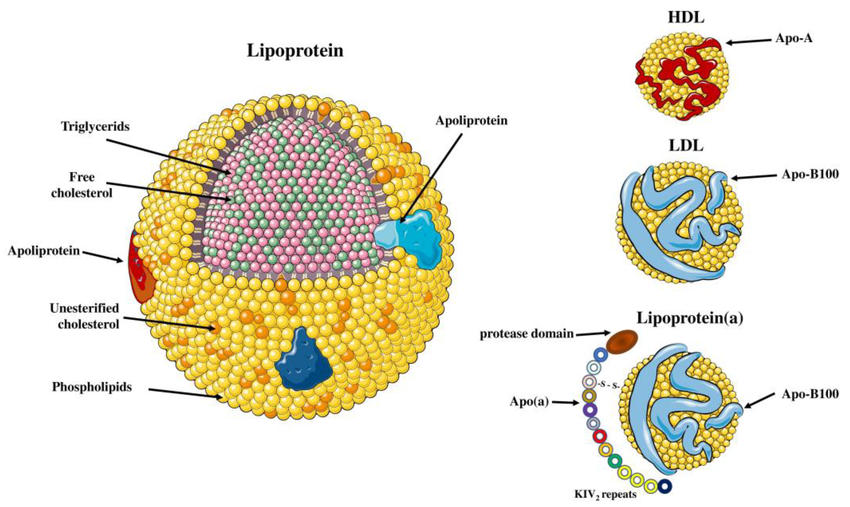 Lipoprotein
Triglycerids
Free
cholesterol
Apoliprotein
Apoliprotein
Unesterified
cholesterol
Phospholipids
HDL
Apo-A
LDL
Apo-B100
Lipoprotein(a)
protease domain
-S - S-
Apo(a)
Apo-B100
KIV₂ repeats